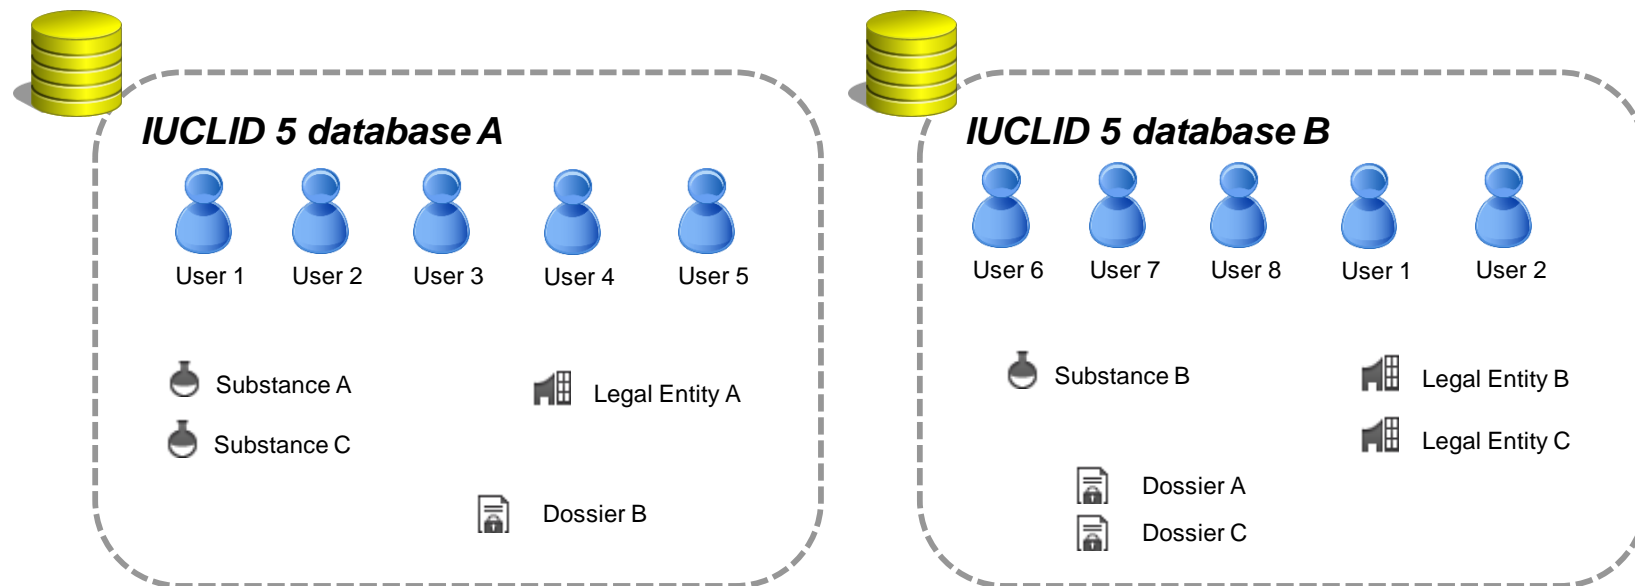 IUCLID 5 database A
User 1 User 2 User 3 User 4 User 5
Substance A
Legal Entity A
Substance C
Dossier B
IUCLID 5 database B
User 6 User 7 User 8 User 1 User 2
Substance B
Legal Entity B
Legal Entity C
Dossier A
Dossier C